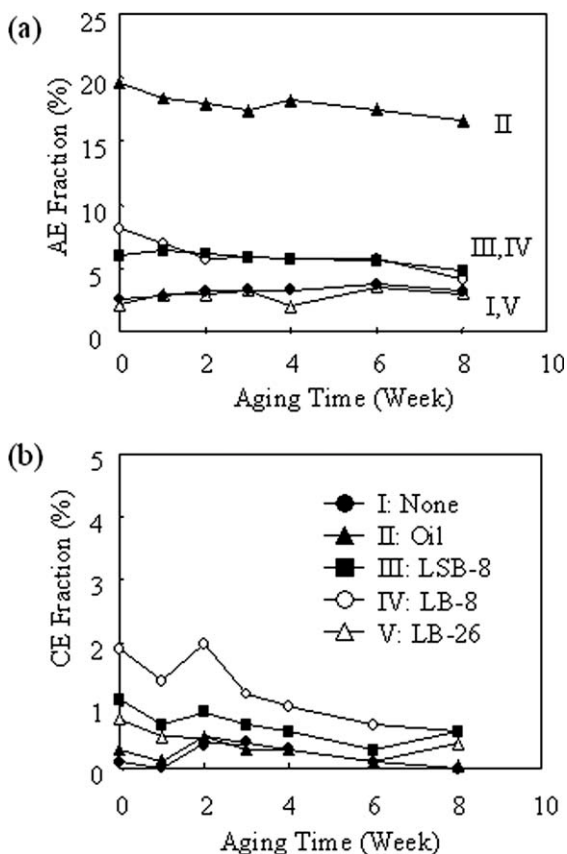 (a)
25
20
15
10
5
0
AE Fraction (%)
II
III,IV
I,V
0 2 4 6 8 10
Aging Time (Week)
(b)
5
4
3
2
1
0
CE Fraction (%)
I: None
II: Oil
III: LSB-8
IV: LB-8
V: LB-26
0 2 4 6 8 10
Aging Time (Week)